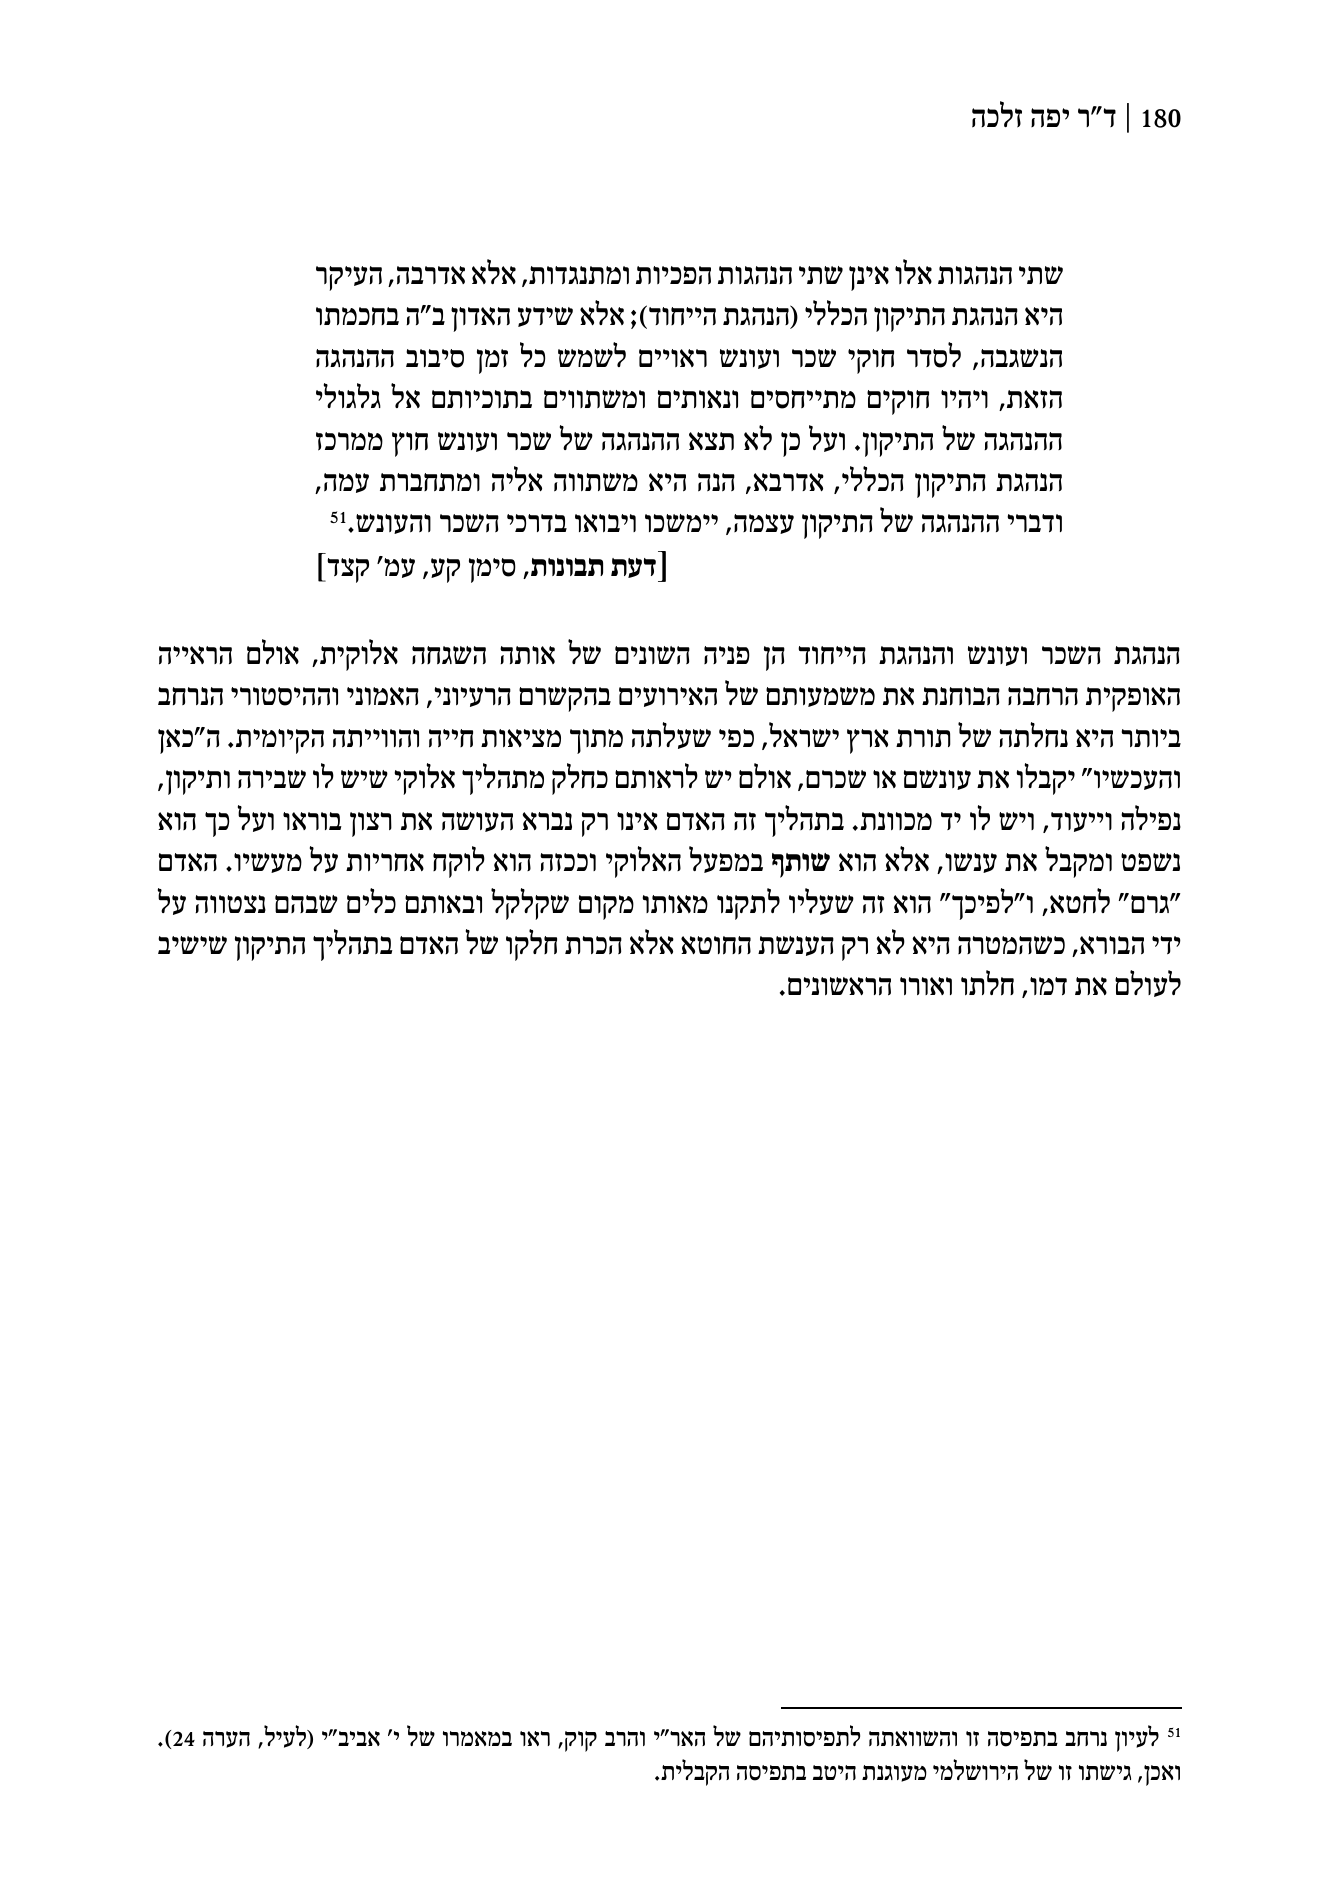 180 | ד"ר יפה זלכה
שתי הנהגות אלו אינן שתי הנהגות הפכיות ומתנגדות, אלא אדרבה, העיקר
היא הנהגת התיקון הכללי (הנהגת הייחוד); אלא שידע האדון ב"ה בחכמתו
הנשגבה, לסדר חוקי שכר ועונש ראויים לשמש כל זמן סיבוב ההנהגה
הזאת, ויהיו חוקים מתייחסים ונאותים ומשתווים בתוכיותם אל גלגולי
ההנהגה של התיקון. ועל כן לא תצא ההנהגה של שכר ועונש חוץ ממרכז
הנהגת התיקון הכללי, אדרבא, הנה היא משתווה אליה ומתחברת עמה,
ודברי ההנהגה של התיקון עצמה, יימשכו ויבואו בדרכי השכר והעונש.51
[דעת תבונות, סימן קע, עמ' קצד]
הנהגת השכר ועונש והנהגת הייחוד הן פניה השונים של אותה השגחה אלוקית, אולם הראייה
האופקית הרחבה הבוחנת את משמעותם של האירועים בהקשרם הרעיוני, האמוני וההיסטורי הנרחב
ביותר היא נחלתה של תורת ארץ ישראל, כפי שעלתה מתוך מציאות חייה והווייתה הקיומית. ה"כאן
והעכשיו" יקבלו את עונשם או שכרם, אולם יש לראותם כחלק מתהליך אלוקי שיש לו שבירה ותיקון,
נפילה וייעוד, ויש לו יד מכוונת. בתהליך זה האדם אינו רק נברא העושה את רצון בוראו ועל כך הוא
נשפט ומקבל את ענשו, אלא הוא שותף במפעל האלוקי וככזה הוא לוקח אחריות על מעשיו. האדם
"גרם" לחטא, ו"לפיכך" הוא זה שעליו לתקנו מאותו מקום שקלקל ובאותם כלים שבהם נצטווה על
ידי הבורא, כשהמטרה היא לא רק הענשת החוטא אלא הכרת חלקו של האדם בתהליך התיקון שישיב
לעולם את דמו, חלתו ואורו הראשונים.
51 לעיון נרחב בתפיסה זו והשוואתה לתפיסותיהם של האר"י והרב קוק, ראו במאמרו של י' אביב"י (לעיל, הערה 24).
ואכן, גישתו זו של הירושלמי מעוגנת היטב בתפיסה הקבלית.